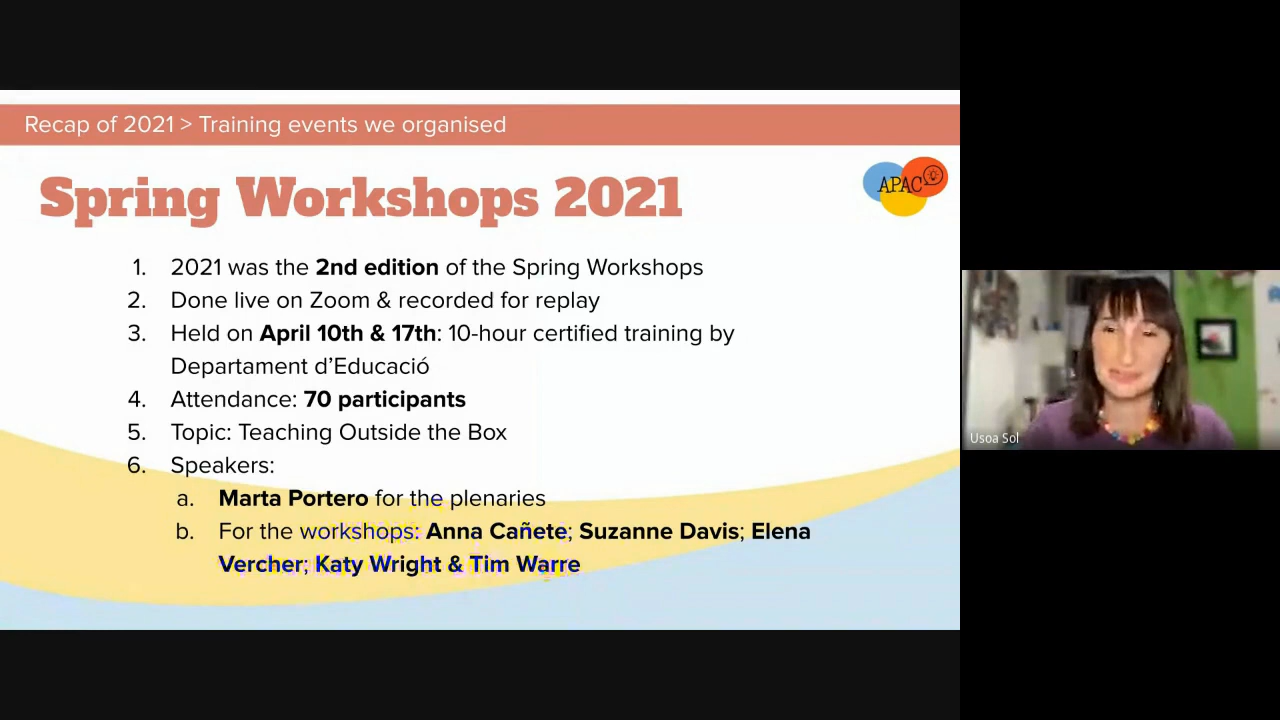 Recap of 2021 > Training events we organised
Spring Workshops 2021
APAC
1. 2021 was the 2nd edition of the Spring Workshops
2. Done live on Zoom & recorded for replay
3. Held on April 10th & 17th: 10-hour certified training by
Departament d'Educació
4. Attendance: 70 participants
5. Topic: Teaching Outside the Box
6. Speakers:
a. Marta Portero for the plenaries
b. For the workshops: Anna Cañete; Suzanne Davis; Elena
Vercher; Katy Wright & Tim Warre
Usoa Sol